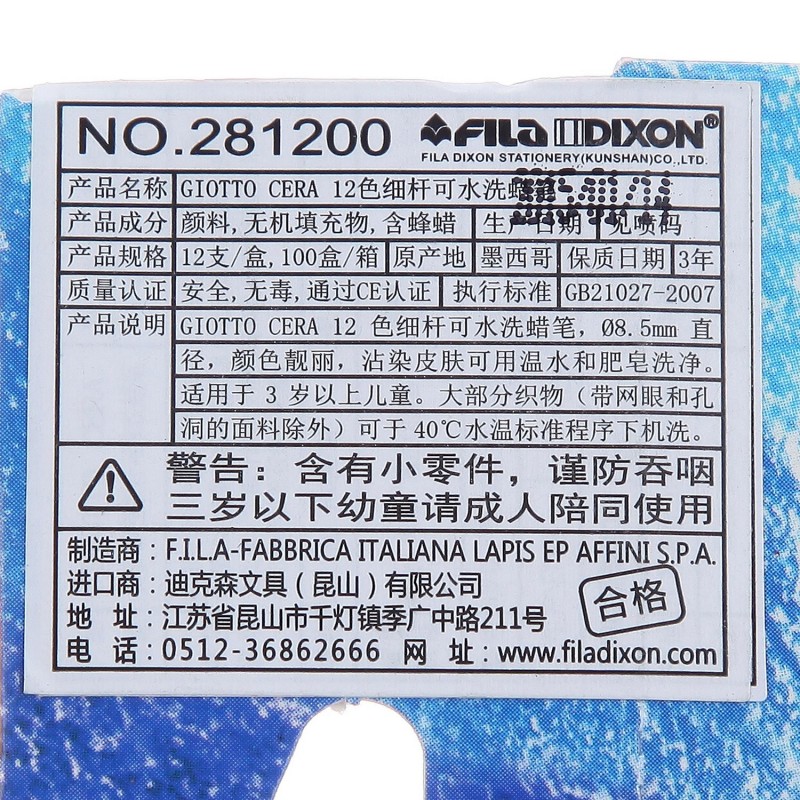 NO.281200 FILA DIXON®
FILA DIXON STATIONERY(KUNSHAN)CO.,LTD.
产品名称 GIOTTO CERA 12色细杆可水洗蜡笔
产品成分 颜料,无机填充物,含蜂蜡 生产日期 见喷码
产品规格 12支/盒,100盒/箱 原产地 墨西哥 保质日期 3年
质量认证 安全,无毒,通过CE认证 执行标准 GB21027-2007
产品说明 GIOTTO CERA 12 色细杆可水洗蜡笔, Ø8.5mm 直
径, 颜色靓丽, 沾染皮肤可用温水和肥皂洗净。
适用于 3 岁以上儿童。大部分织物（带网眼和孔
洞的面料除外）可于 40℃水温标准程序下机洗。
警告：含有小零件，谨防吞咽
三岁以下幼童请成人陪同使用
制造商：F.I.L.A-FABBRICA ITALIANA LAPIS EP AFFINI S.P.A.
进口商：迪克森文具（昆山）有限公司
地 址：江苏省昆山市千灯镇季广中路211号
合格
电 话：0512-36862666 网 址：www.filadixon.com